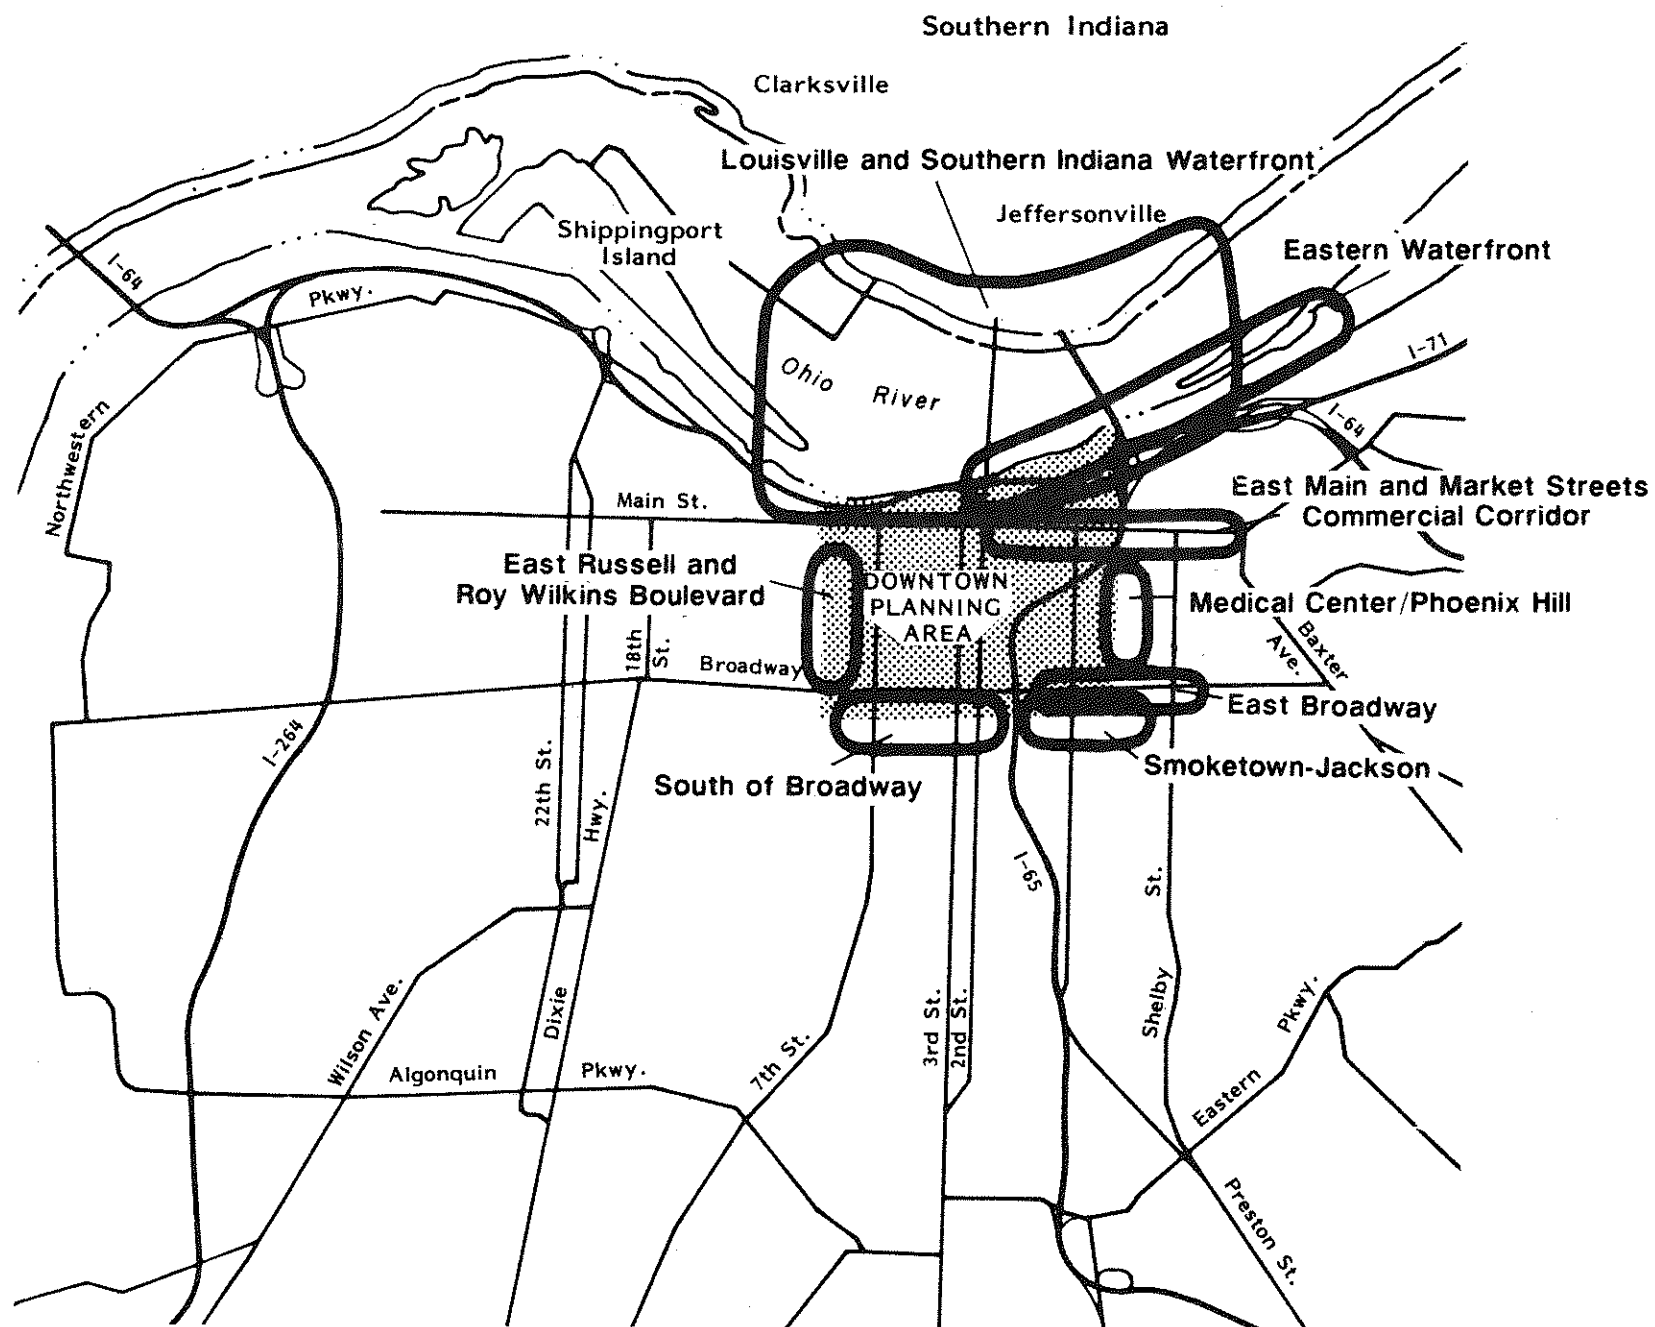 Southern Indiana
Clarksville
Louisville and Southern Indiana Waterfront
Jeffersonville
Shippingport
Island
Eastern Waterfront
I-64
Pkwy.
Ohio River
I-71
I-64
Northwestern
Main St.
East Main and Market Streets
Commercial Corridor
East Russell and
Roy Wilkins Boulevard
DOWNTOWN
PLANNING
AREA
Medical Center/Phoenix Hill
18th
St.
Broadway
Baxter
Ave.
East Broadway
I-264
South of Broadway
Smoketown-Jackson
22th St.
Hwy.
I-65
St.
Shelby
Wilson Ave.
Dixie
7th St.
3rd St.
2nd St.
Pkwy.
Eastern
Algonquin Pkwy.
Preston St.